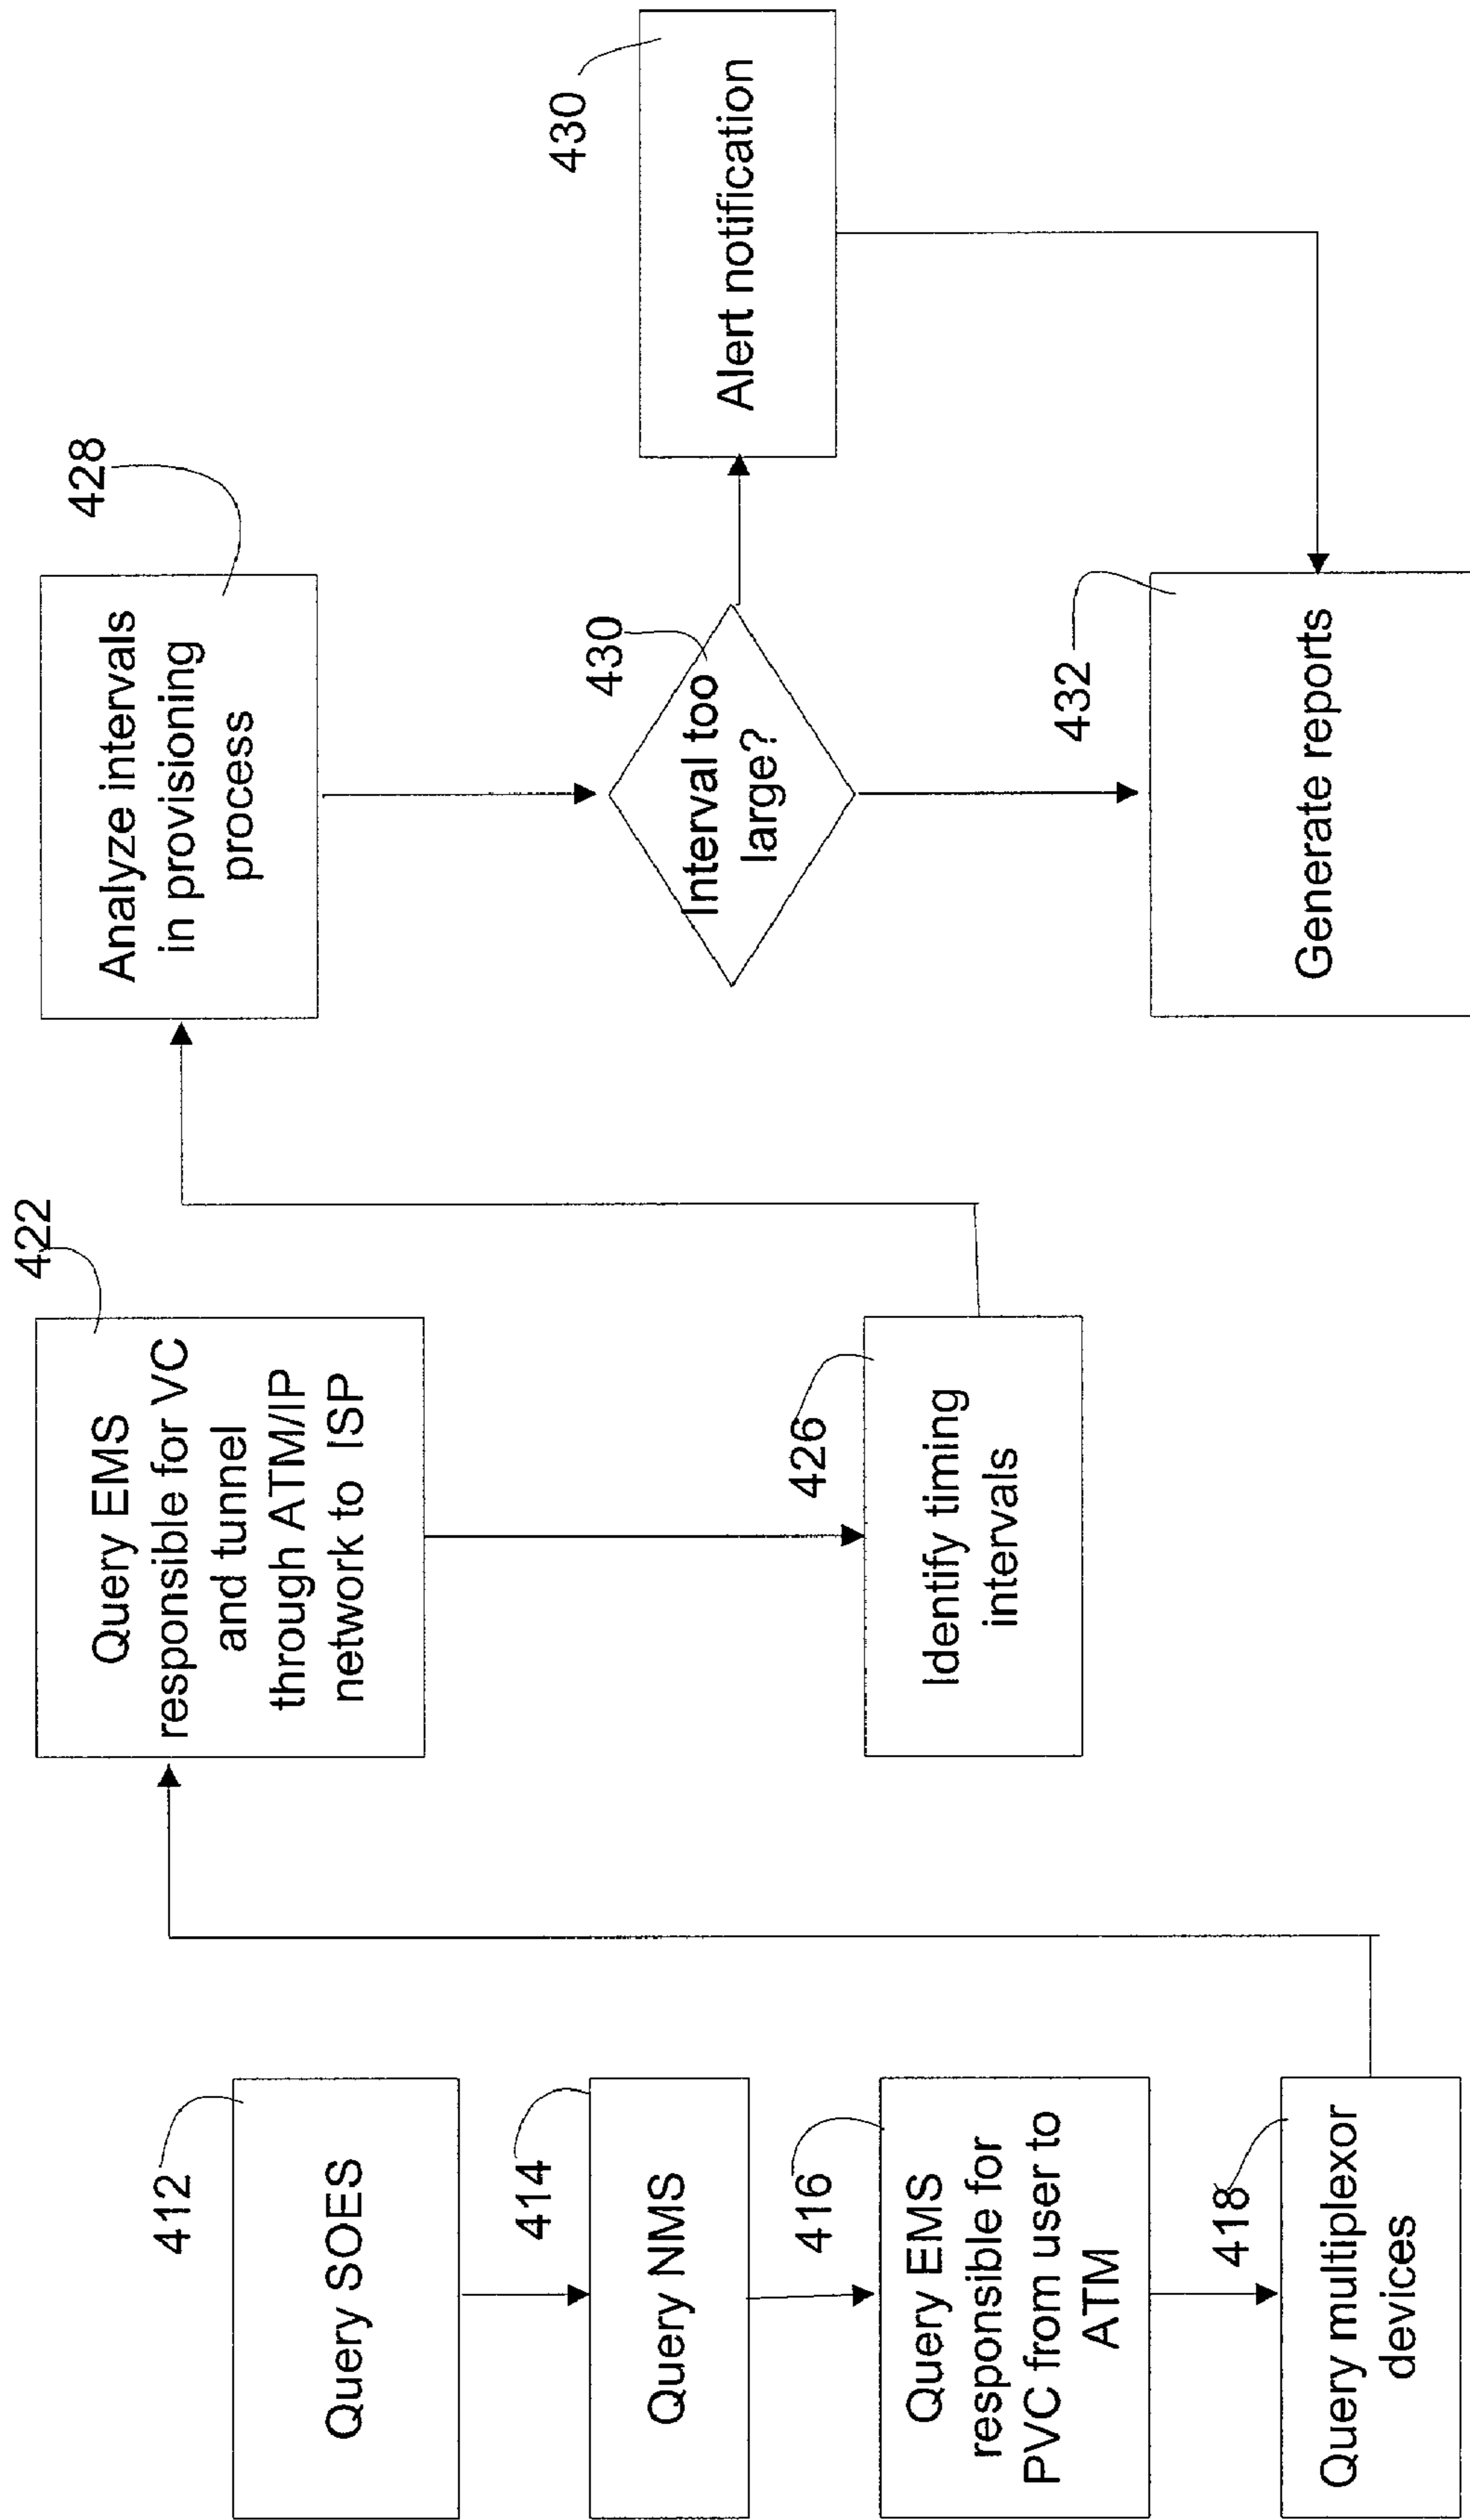 412
Query SOES
414
Query NMS
416
Query EMS
responsible for
PVC from user to
ATM
418
Query multiplexor
devices
422
Query EMS
responsible for VC
and tunnel
through ATM/IP
network to ISP
426
Identify timing
intervals
428
Analyze intervals
in provisioning
process
430
Interval too
large?
430
Alert notification
432
Generate reports